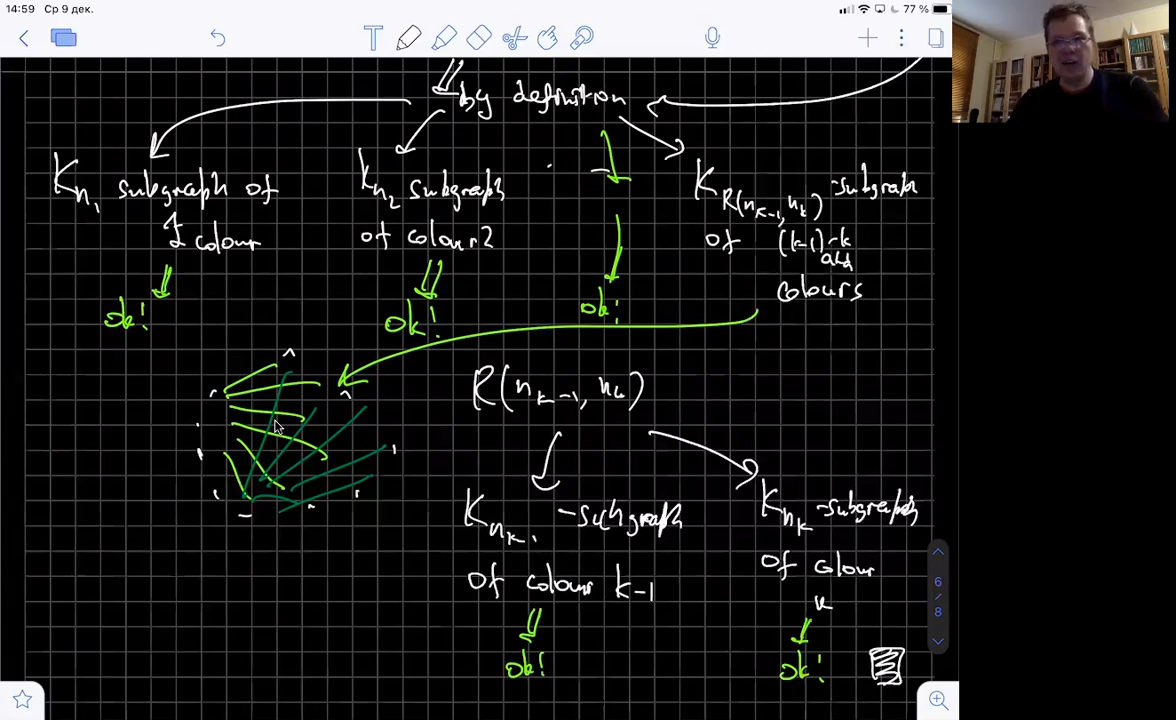 14:59 Ср 9 дек.
77 %
by definition
K_{n_1} subgraph of
1 colour
ok!
K_{n_2} subgraph
of colour 2
ok!
ok!
K_{R(n_{k-1}, n_k)} -subgraph
of (k-1) and k
colours
R(n_{k-1}, n_k)
K_{n_{k-1}} -subgraph
of colour k-1
ok!
K_{n_k} -subgraph
of colour
k
ok!
6
/
8